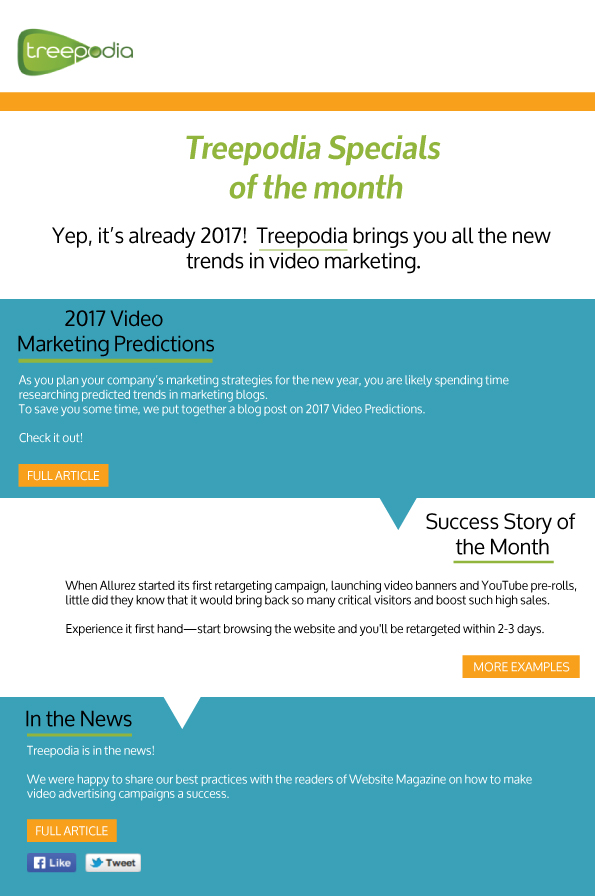 treepodia
Treepodia Specials
of the month
Yep, it's already 2017! Treepodia brings you all the new
trends in video marketing.
2017 Video
Marketing Predictions
As you plan your company's marketing strategies for the new year, you are likely spending time
researching predicted trends in marketing blogs.
To save you some time, we put together a blog post on 2017 Video Predictions.
Check it out!
FULL ARTICLE
Success Story of
the Month
When Allurez started its first retargeting campaign, launching video banners and YouTube pre-rolls,
little did they know that it would bring back so many critical visitors and boost such high sales.
Experience it first hand—start browsing the website and you'll be retargeted within 2-3 days.
MORE EXAMPLES
In the News
Treepodia is in the news!
We were happy to share our best practices with the readers of Website Magazine on how to make
video advertising campaigns a success.
FULL ARTICLE
Like Tweet